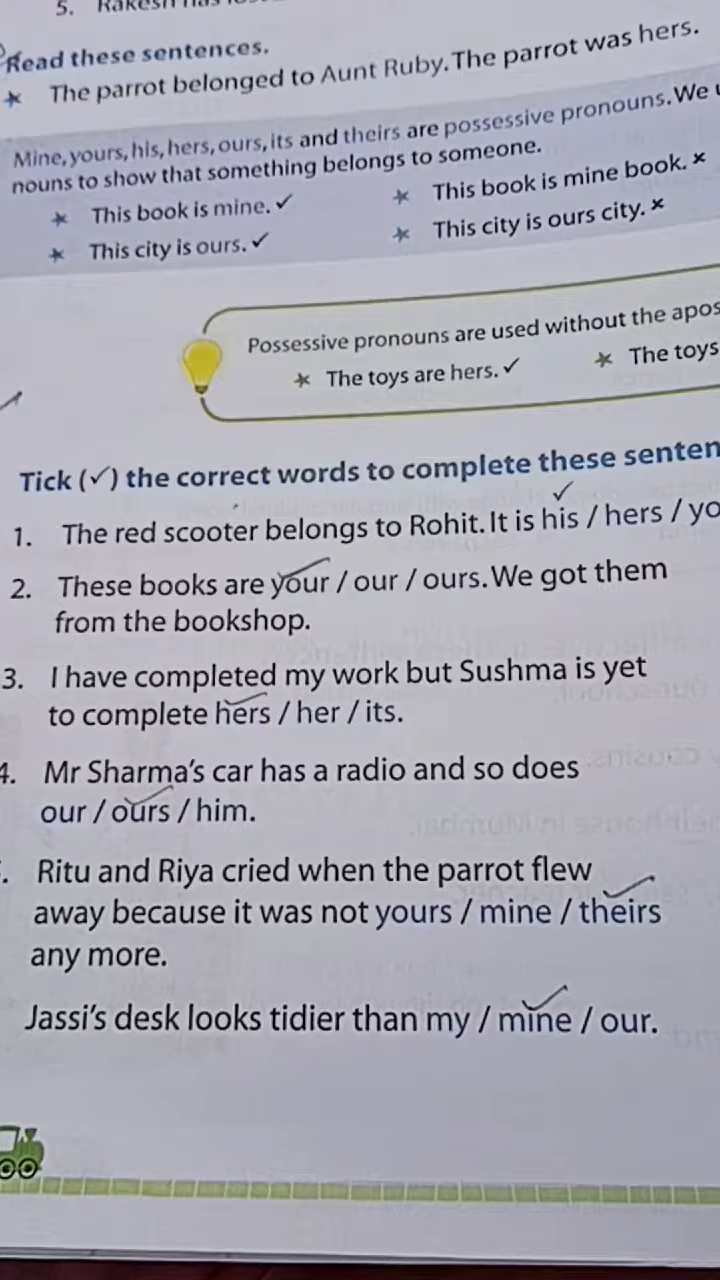 5. Rakesh has
Read these sentences.
★ The parrot belonged to Aunt Ruby. The parrot was hers.
Mine, yours, his, hers, ours, its and theirs are possessive pronouns. We
nouns to show that something belongs to someone.
★ This book is mine. ✓ ★ This book is mine book. ×
★ This city is ours. ✓ ★ This city is ours city. ×
Possessive pronouns are used without the apos
★ The toys are hers. ✓ ★ The toys
Tick (✓) the correct words to complete these senten
1. The red scooter belongs to Rohit. It is his / hers / yo
2. These books are your / our / ours. We got them
from the bookshop.
3. I have completed my work but Sushma is yet
to complete hers / her / its.
4. Mr Sharma's car has a radio and so does
our / ours / him.
Ritu and Riya cried when the parrot flew
away because it was not yours / mine / theirs
any more.
Jassi's desk looks tidier than my / mine / our.